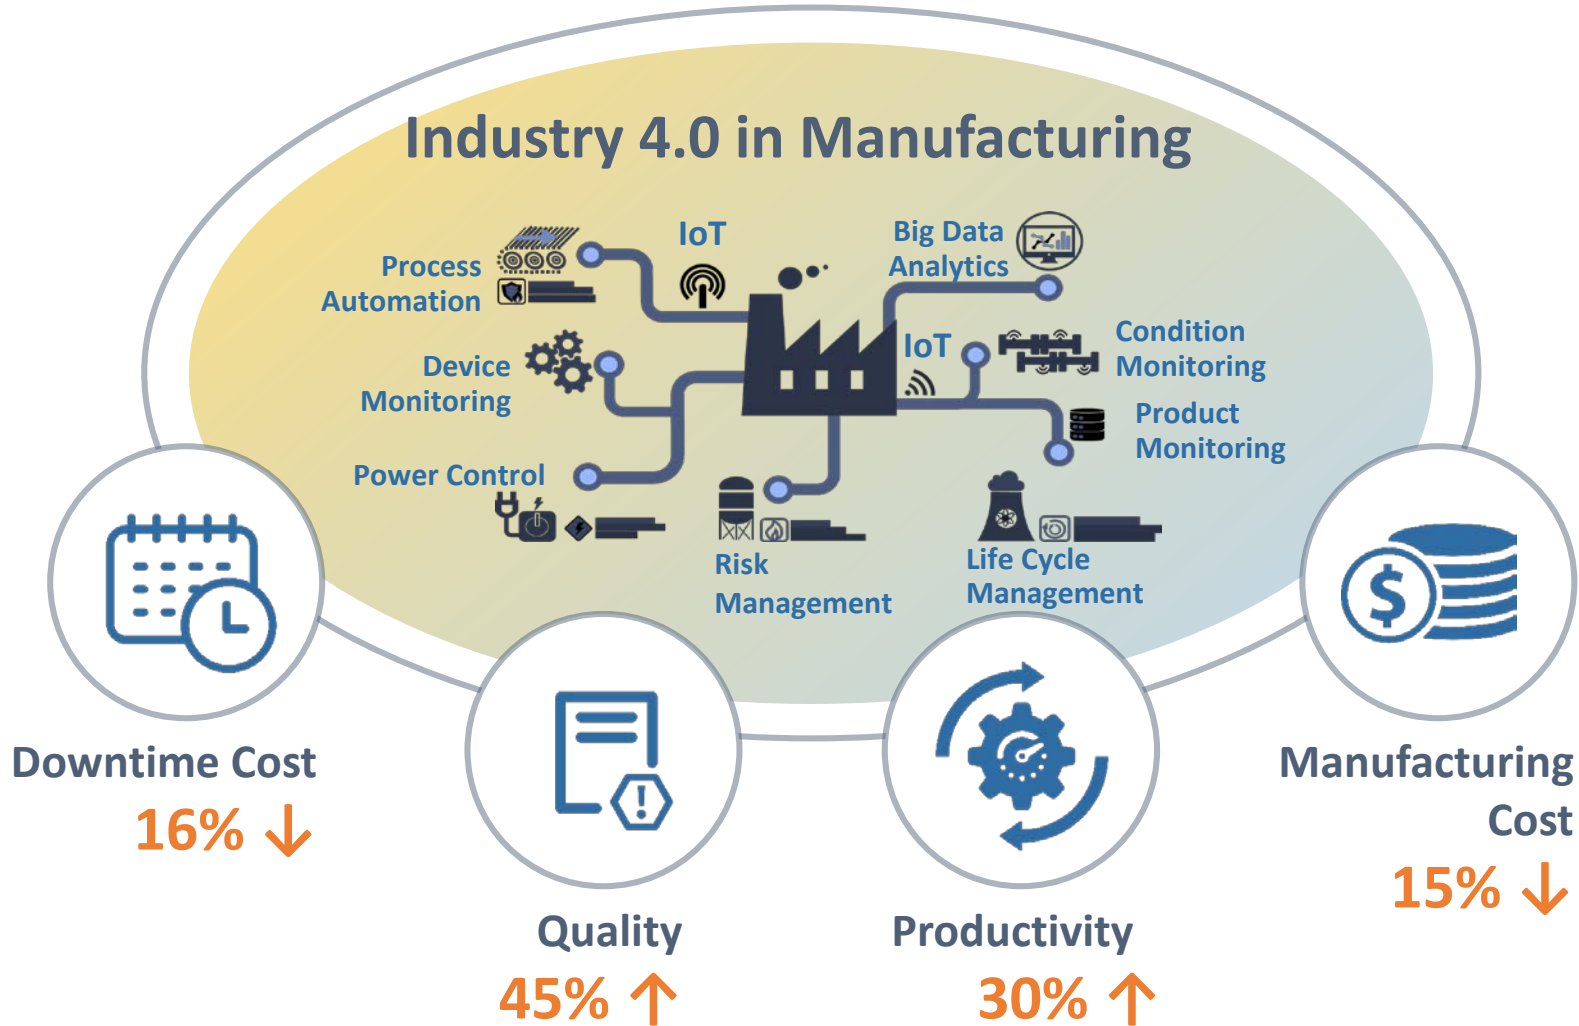 Industry 4.0 in Manufacturing
IoT
Process
Automation
Big Data
Analytics
Device
Monitoring
IoT
Condition
Monitoring
Product
Monitoring
Power Control
Risk
Management
Life Cycle
Management
$
!
Downtime Cost
16% ↓
Quality
45% ↑
Productivity
30% ↑
Manufacturing
Cost
15% ↓